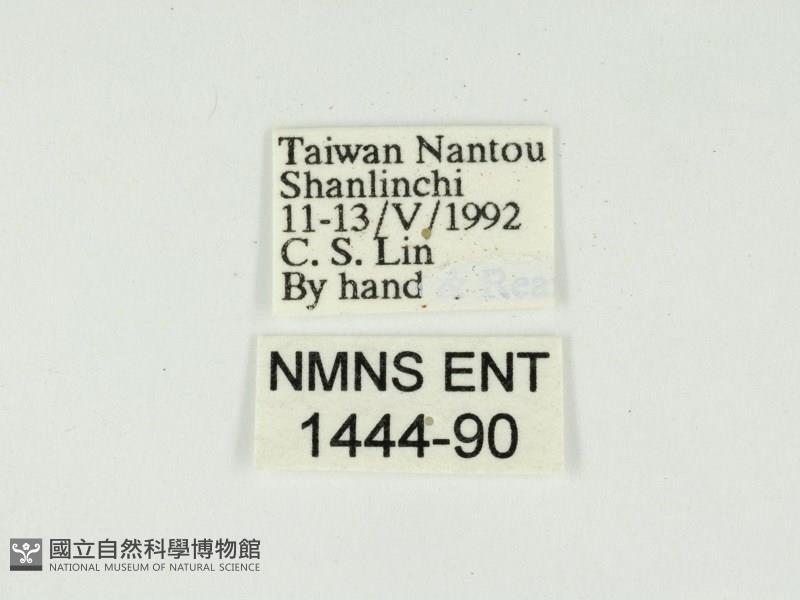 Taiwan Nantou
Shanlinchi
11-13/V/1992
C. S. Lin
By hand
NMNS ENT
1444-90
國立自然科學博物館
NATIONAL MUSEUM OF NATURAL SCIENCE